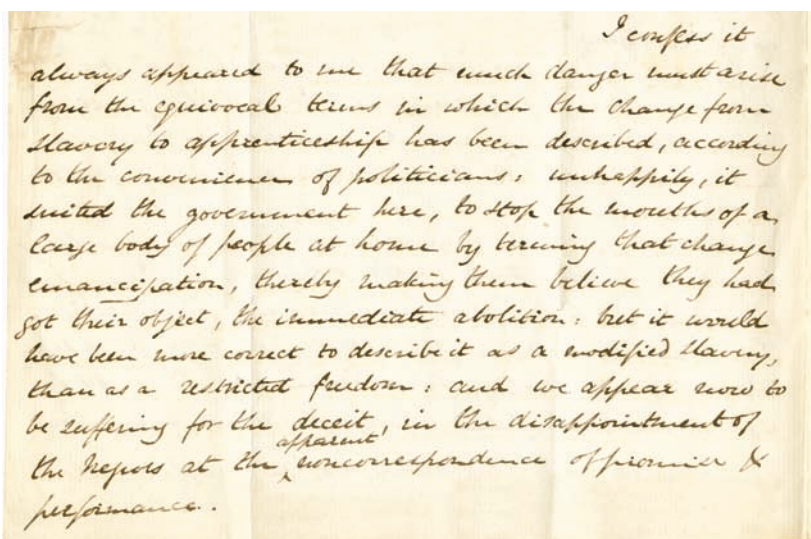 I confess it
always appeared to me that much danger must arise
from the equivocal terms in which the change from
slavery to apprenticeship has been described, according
to the convenience of politicians: unhappily, it
suited the government here, to stop the mouths of a
large body of people at home by terming that change
emancipation, thereby making them believe they had
got their object, the immediate abolition: but it would
have been more correct to describe it as a modified slavery,
than as a restricted freedom: and we appear now to
be suffering for the deceit, in the disappointment of
the Negros at the apparent noncorrespondence of promise &
performance.